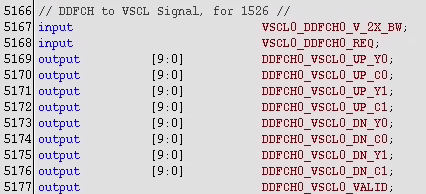 5166 // DDFCH to VSCL Signal, for 1526 //
5167 input VSCL0_DDFCH0_V_2X_BW;
5168 input VSCL0_DDFCH0_REQ;
5169 output [9:0] DDFCH0_VSCL0_UP_Y0;
5170 output [9:0] DDFCH0_VSCL0_UP_C0;
5171 output [9:0] DDFCH0_VSCL0_UP_Y1;
5172 output [9:0] DDFCH0_VSCL0_UP_C1;
5173 output [9:0] DDFCH0_VSCL0_DN_Y0;
5174 output [9:0] DDFCH0_VSCL0_DN_C0;
5175 output [9:0] DDFCH0_VSCL0_DN_Y1;
5176 output [9:0] DDFCH0_VSCL0_DN_C1;
5177 output DDFCH0_VSCL0_VALID;